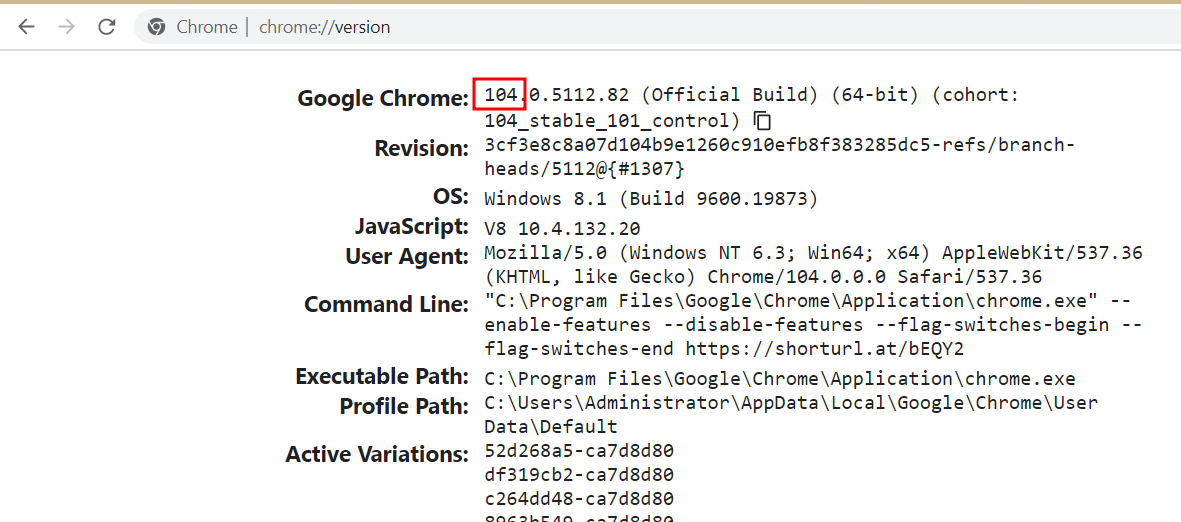 Chrome | chrome://version
Google Chrome: 104.0.5112.82 (Official Build) (64-bit) (cohort:
104_stable_101_control)
Revision: 3cf3e8c8a07d104b9e1260c910efb8f383285dc5-refs/branch-
heads/5112@{#1307}
OS: Windows 8.1 (Build 9600.19873)
JavaScript: V8 10.4.132.20
User Agent: Mozilla/5.0 (Windows NT 6.3; Win64; x64) AppleWebKit/537.36
(KHTML, like Gecko) Chrome/104.0.0.0 Safari/537.36
Command Line: "C:\Program Files\Google\Chrome\Application\chrome.exe" --
enable-features --disable-features --flag-switches-begin --
flag-switches-end https://shorturl.at/bEQY2
Executable Path: C:\Program Files\Google\Chrome\Application\chrome.exe
Profile Path: C:\Users\Administrator\AppData\Local\Google\Chrome\User
Data\Default
Active Variations: 52d268a5-ca7d8d80
df319cb2-ca7d8d80
c264dd48-ca7d8d80